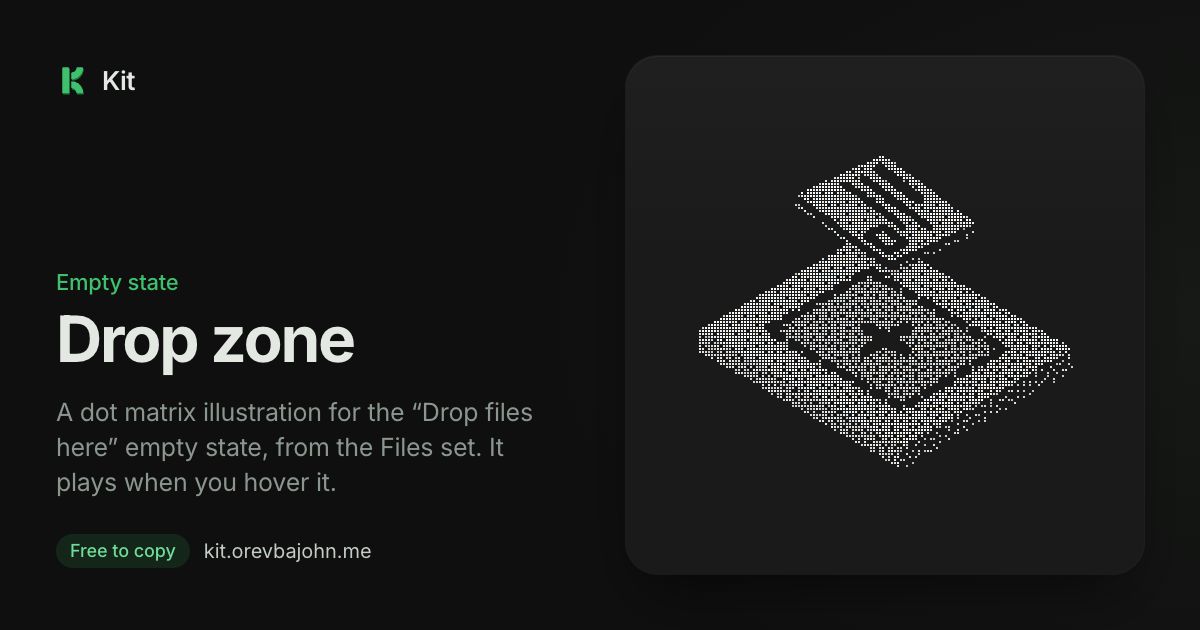 Kit
Empty state
Drop zone
A dot matrix illustration for the “Drop files
here” empty state, from the Files set. It
plays when you hover it.
Free to copy
kit.orevbajohn.me